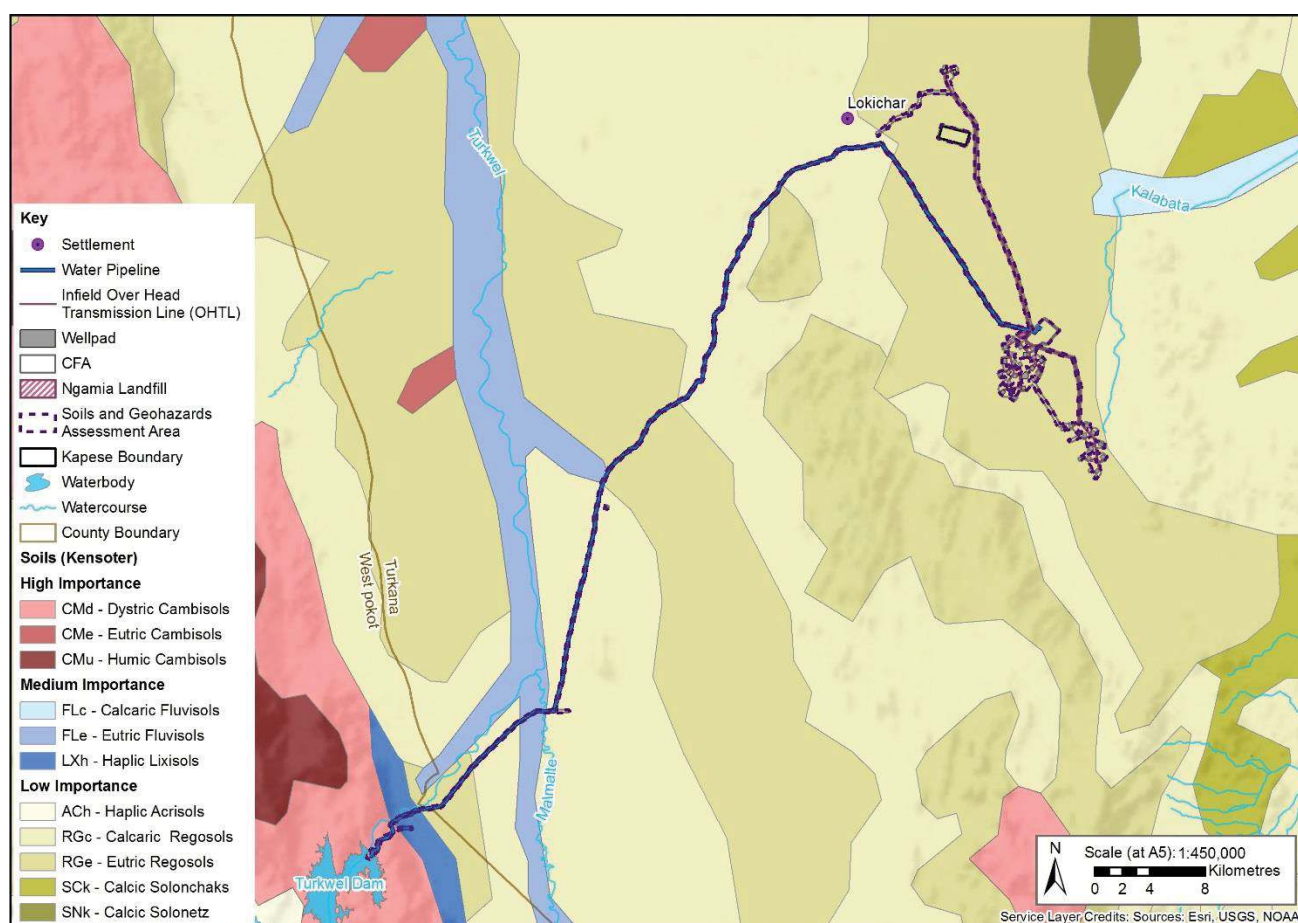 Lokichar
Turkwel
Kalabata
Key
Settlement
Water Pipeline
Infield Over Head
Transmission Line (OHTL)
Wellpad
CFA
Ngamia Landfill
Soils and Geohazards
Assessment Area
Kapese Boundary
Waterbody
Watercourse
County Boundary
Soils (Kensoter)
High Importance
CMd - Dystric Cambisols
CMe - Eutric Cambisols
CMu - Humic Cambisols
Medium Importance
FLc - Calcaric Fluvisols
FLe - Eutric Fluvisols
LXh - Haplic Lixisols
Low Importance
ACh - Haplic Acrisols
RGc - Calcaric Regosols
RGe - Eutric Regosols
SCk - Calcic Solonchaks
SNk - Calcic Solonetz
Turkana
West pokot
Malmalte
Turkwel Dam
N
Scale (at A5): 1:450,000
Kilometres
0 2 4 8
Service Layer Credits: Sources: Esri, USGS, NOAA